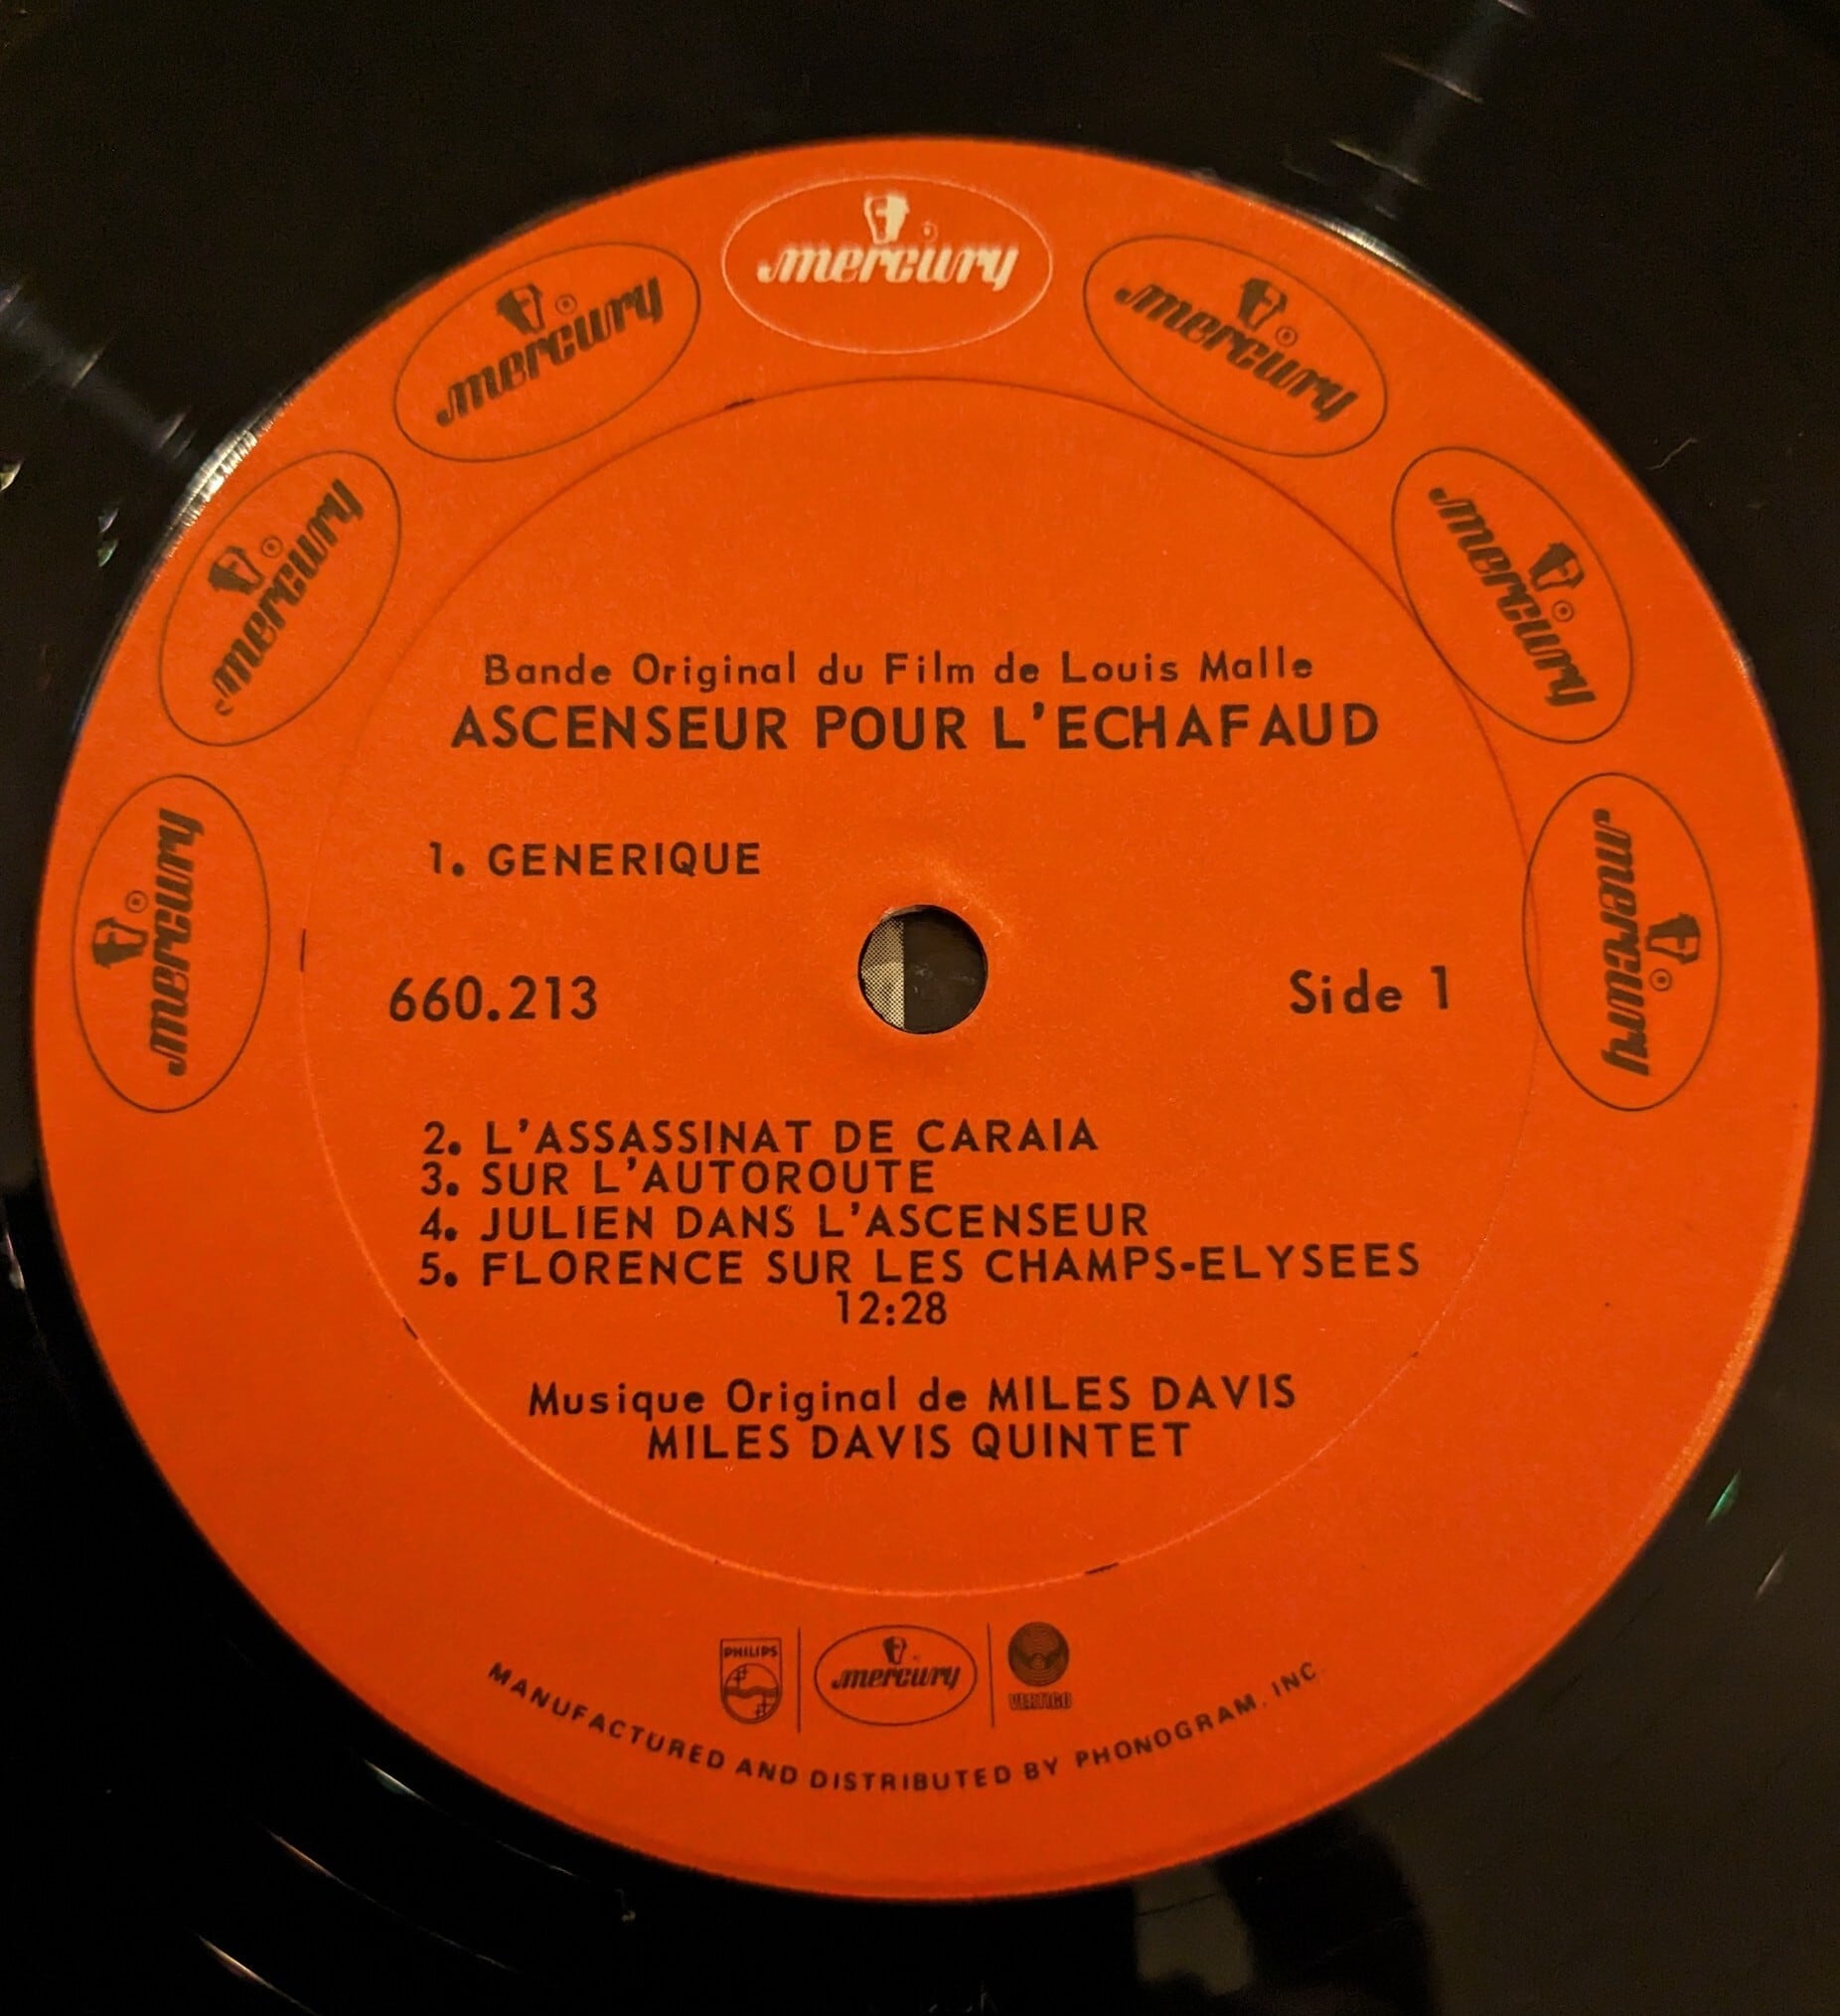 mercury
mercury
mercury
mercury
mercury
mercury
mercury
Bande Original du Film de Louis Malle
ASCENSEUR POUR L'ECHAFAUD
1. GENERIQUE
660.213
Side 1
2. L'ASSASSINAT DE CARAIA
3. SUR L'AUTOROUTE
4. JULIEN DANS L'ASCENSEUR
5. FLORENCE SUR LES CHAMPS-ELYSEES
12:28
Musique Original de MILES DAVIS
MILES DAVIS QUINTET
PHILIPS
mercury
VERTIGO
MANUFACTURED AND DISTRIBUTED BY PHONOGRAM, INC.